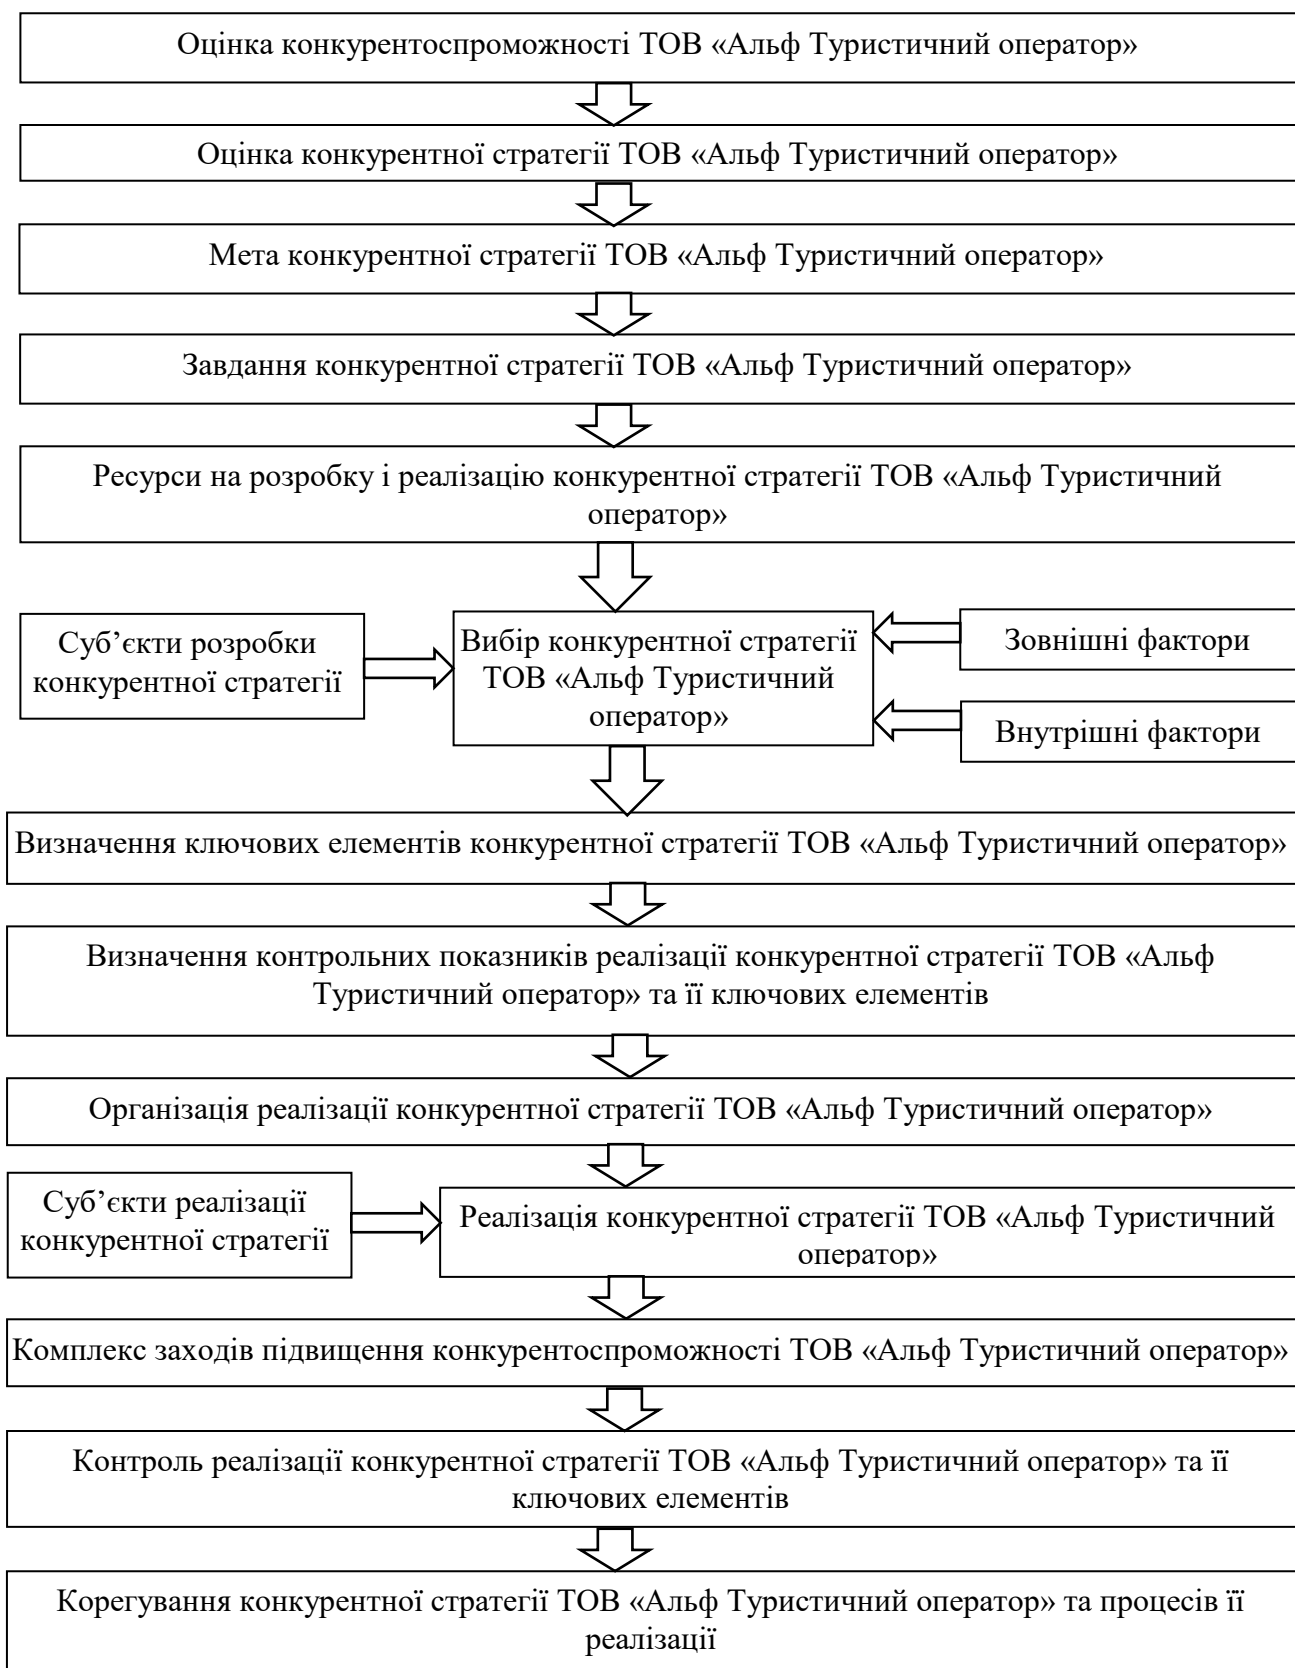 Оцінка конкурентоспроможності ТОВ «Альф Туристичний оператор»
Оцінка конкурентної стратегії ТОВ «Альф Туристичний оператор»
Мета конкурентної стратегії ТОВ «Альф Туристичний оператор»
Завдання конкурентної стратегії ТОВ «Альф Туристичний оператор»
Ресурси на розробку і реалізацію конкурентної стратегії ТОВ «Альф Туристичний
оператор»
Суб’єкти розробки
конкурентної стратегії
Вибір конкурентної стратегії
ТОВ «Альф Туристичний
оператор»
Зовнішні фактори
Внутрішні фактори
Визначення ключових елементів конкурентної стратегії ТОВ «Альф Туристичний оператор»
Визначення контрольних показників реалізації конкурентної стратегії ТОВ «Альф
Туристичний оператор» та її ключових елементів
Організація реалізації конкурентної стратегії ТОВ «Альф Туристичний оператор»
Суб’єкти реалізації
конкурентної стратегії
Реалізація конкурентної стратегії ТОВ «Альф Туристичний
оператор»
Комплекс заходів підвищення конкурентоспроможності ТОВ «Альф Туристичний оператор»
Контроль реалізації конкурентної стратегії ТОВ «Альф Туристичний оператор» та її
ключових елементів
Корегування конкурентної стратегії ТОВ «Альф Туристичний оператор» та процесів її
реалізації